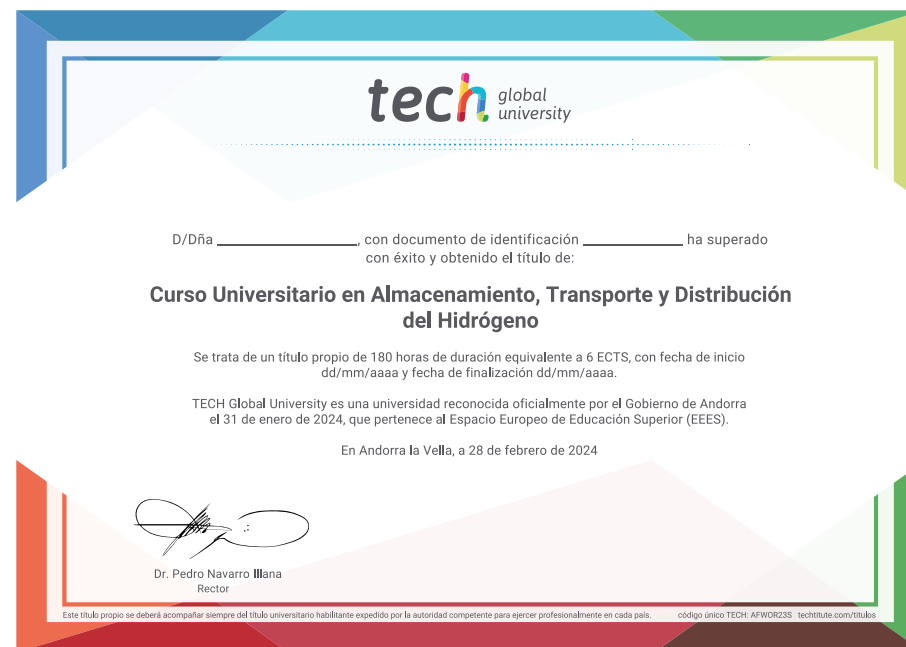 tech global
university
D/Dña ____________________, con documento de identificación ______________ ha superado
con éxito y obtenido el título de:
Curso Universitario en Almacenamiento, Transporte y Distribución
del Hidrógeno
Se trata de un título propio de 180 horas de duración equivalente a 6 ECTS, con fecha de inicio
dd/mm/aaaa y fecha de finalización dd/mm/aaaa.
TECH Global University es una universidad reconocida oficialmente por el Gobierno de Andorra
el 31 de enero de 2024, que pertenece al Espacio Europeo de Educación Superior (EEES).
En Andorra la Vella, a 28 de febrero de 2024
Dr. Pedro Navarro Illana
Rector
Este título propio se deberá acompañar siempre del título universitario habilitante expedido por la autoridad competente para ejercer profesionalmente en cada país. código único TECH: AFWOR23S techtitute.com/titulos